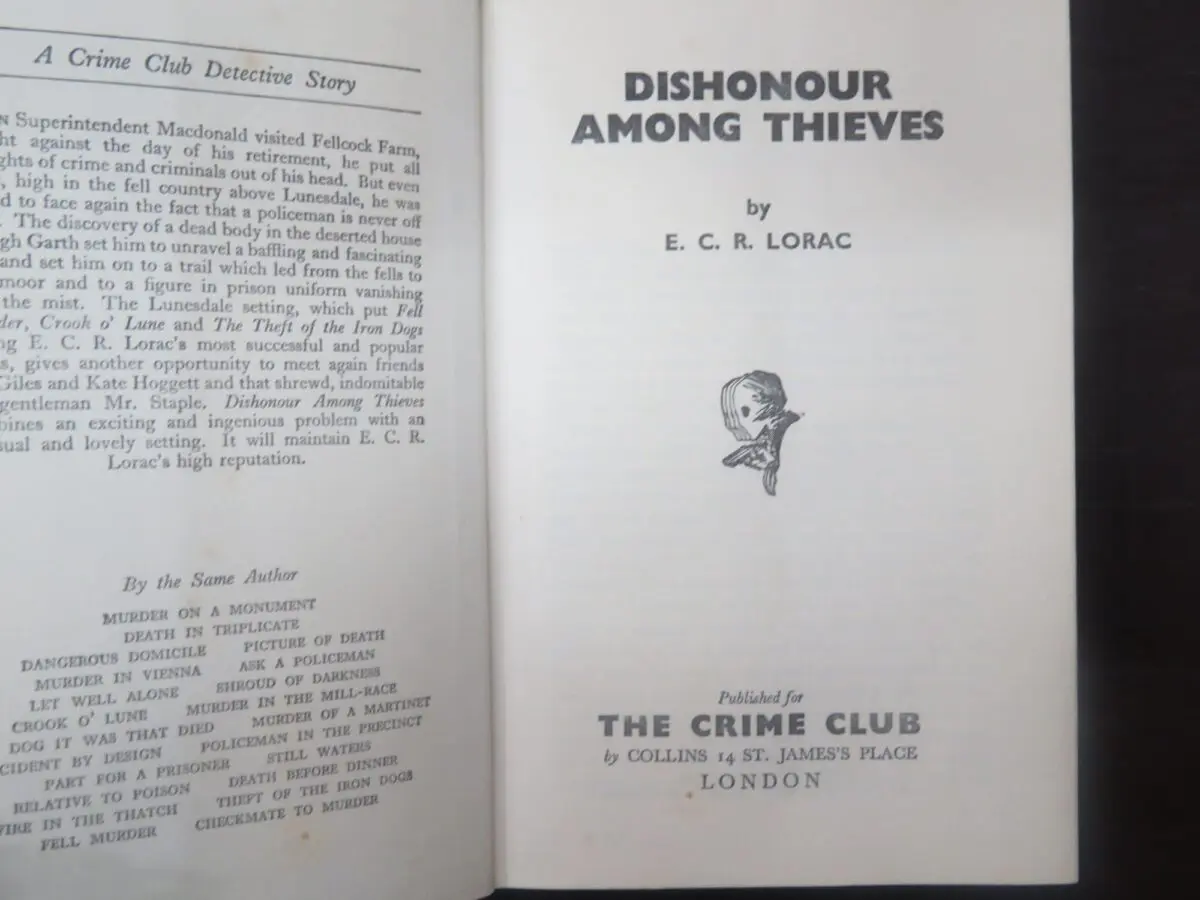 A Crime Club Detective Story
N Superintendent Macdonald visited Fellcock Farm,
ht against the day of his retirement, he put all
ghts of crime and criminals out of his head. But even
, high in the fell country above Lunesdale, he was
d to face again the fact that a policeman is never off
. The discovery of a dead body in the deserted house
gh Garth set him to unravel a baffling and fascinating
and set him on to a trail which led from the fells to
moor and to a figure in prison uniform vanishing
the mist. The Lunesdale setting, which put Fell
der, Crook o' Lune and The Theft of the Iron Dogs
ng E. C. R. Lorac's most successful and popular
s, gives another opportunity to meet again friends
Giles and Kate Hoggett and that shrewd, indomitable
gentleman Mr. Staple. Dishonour Among Thieves
bines an exciting and ingenious problem with an
sual and lovely setting. It will maintain E. C. R.
Lorac's high reputation.
By the Same Author
MURDER ON A MONUMENT
DEATH IN TRIPLICATE
DANGEROUS DOMICILE PICTURE OF DEATH
MURDER IN VIENNA ASK A POLICEMAN
LET WELL ALONE SHROUD OF DARKNESS
CROOK O' LUNE MURDER IN THE MILL-RACE
DOG IT WAS THAT DIED MURDER OF A MARTINET
CIDENT BY DESIGN POLICEMAN IN THE PRECINCT
PART FOR A PRISONER STILL WATERS
RELATIVE TO POISON DEATH BEFORE DINNER
FIRE IN THE THATCH THEFT OF THE IRON DOGS
FELL MURDER CHECKMATE TO MURDER
DISHONOUR
AMONG THIEVES
by
E. C. R. LORAC
Published for
THE CRIME CLUB
by COLLINS 14 ST. JAMES'S PLACE
LONDON